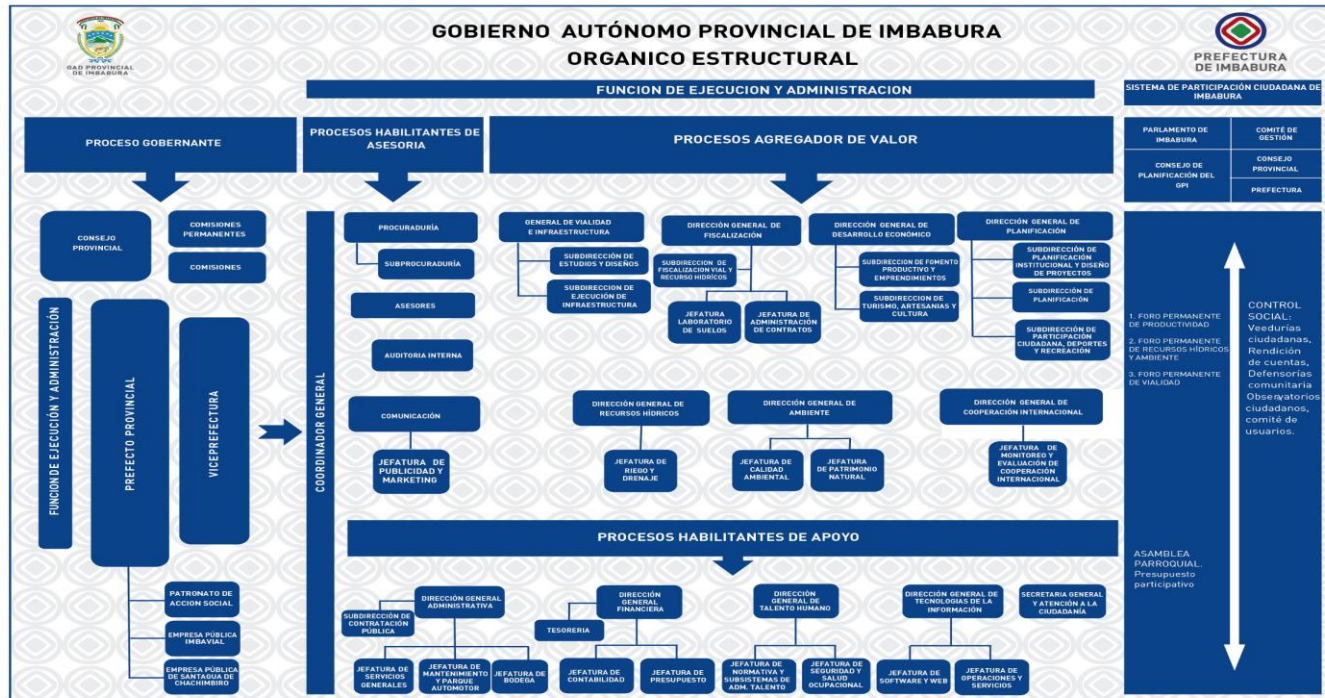 GAD PROVINCIAL
DE IMBABURA
GOBIERNO AUTÓNOMO PROVINCIAL DE IMBABURA
ORGANICO ESTRUCTURAL
PREFECTURA
DE IMBABURA
FUNCION DE EJECUCION Y ADMINISTRACION
SISTEMA DE PARTICIPACIÓN CIUDADANA DE
IMBABURA
PROCESO GOBERNANTE
PROCESOS HABILITANTES DE
ASESORIA
PROCESOS AGREGADOR DE VALOR
PARLAMENTO DE
IMBABURA
COMITÉ DE
GESTIÓN
CONSEJO DE
PLANIFICACIÓN DEL
GPI
CONSEJO
PROVINCIAL
PREFECTURA
CONSEJO
PROVINCIAL
COMISIONES
PERMANENTES
COMISIONES
FUNCION DE EJECUCIÓN Y ADMINISTRACIÓN
PREFECTO PROVINCIAL
VICEPREFECTURA
PATRONATO DE
ACCION SOCIAL
EMPRESA PÚBLICA
IMBAVIAL
EMPRESA PÚBLICA
DE SANTAGUA DE
CHACHIMBIRO
COORDINADOR GENERAL
PROCURADURÍA
SUBPROCURADURÍA
ASESORES
AUDITORIA INTERNA
COMUNICACIÓN
JEFATURA DE
PUBLICIDAD Y
MARKETING
GENERAL DE VIALIDAD
E INFRAESTRUCTURA
SUBDIRECCIÓN DE
ESTUDIOS Y DISEÑOS
SUBDIRECCIÓN DE
EJECUCIÓN DE
INFRAESTRUCTURA
DIRECCIÓN GENERAL DE
FISCALIZACIÓN
SUBDIRECCION DE
FISCALIZACION VIAL Y
RECURSO HIDRÍCOS
JEFATURA
LABORATORIO
DE SUELOS
JEFATURA DE
ADMINISTRACIÓN
DE CONTRATOS
DIRECCIÓN GENERAL DE
DESARROLLO ECONÓMICO
SUBDIRECCION DE FOMENTO
PRODUCTIVO Y
EMPRENDIMIENTOS
SUBDIRECCION DE
TURISMO, ARTESANIAS Y
CULTURA
DIRECCIÓN GENERAL DE
PLANIFICACIÓN
SUBDIRECCIÓN DE
PLANIFICACIÓN
INSTITUCIONAL Y DISEÑO
DE PROYECTOS
SUBDIRECCIÓN DE
PLANIFICACIÓN
SUBDIRECCIÓN DE
PARTICIPACIÓN
CIUDADANA, DEPORTES
Y RECREACIÓN
DIRECCIÓN GENERAL DE
RECURSOS HÍDRICOS
JEFATURA DE
RIEGO Y
DRENAJE
DIRECCIÓN GENERAL DE
AMBIENTE
JEFATURA DE
CALIDAD
AMBIENTAL
JEFATURA
DE PATRIMONIO
NATURAL
DIRECCIÓN GENERAL DE
COOPERACIÓN INTERNACIONAL
JEFATURA DE
MONITOREO Y
EVALUACIÓN DE
COOPERACIÓN
INTERNACIONAL
1. FORO PERMANENTE
DE PRODUCTIVIDAD
2. FORO PERMANENTE
DE RECURSOS HÍDRICOS
Y AMBIENTE
3. FORO PERMANENTE
DE VIALIDAD
CONTROL
SOCIAL:
Veedurías
ciudadanas,
Rendición
de cuentas,
Defensorías
comunitaria
Observatorios
ciudadanos,
comité de
usuarios.
ASAMBLEA
PARROQUIAL.
Presupuesto
participativo
PROCESOS HABILITANTES DE APOYO
DIRECCIÓN GENERAL
ADMINISTRATIVA
SUBDIRECCIÓN DE
CONTRATACIÓN
PÚBLICA
JEFATURA DE
SERVICIOS
GENERALES
JEFATURA DE
MANTENIMIENTO
Y PARQUE
AUTOMOTOR
JEFATURA DE
BODEGA
DIRECCIÓN
GENERAL
FINANCIERA
TESORERIA
JEFATURA DE
CONTABILIDAD
JEFATURA DE
PRESUPUESTO
DIRECCIÓN
GENERAL DE
TALENTO HUMANO
JEFATURA DE
NORMATIVA Y
SUBSISTEMAS DE
ADM. TALENTO
JEFATURA DE
SEGURIDAD Y
SALUD
OCUPACIONAL
DIRECCIÓN GENERAL
DE TECNOLOGÍAS DE LA
INFORMACIÓN
JEFATURA DE
SOFTWARE Y WEB
JEFATURA DE
OPERACIONES Y
SERVICIOS
SECRETARIA GENERAL
Y ATENCIÓN A LA
CIUDADANÍA